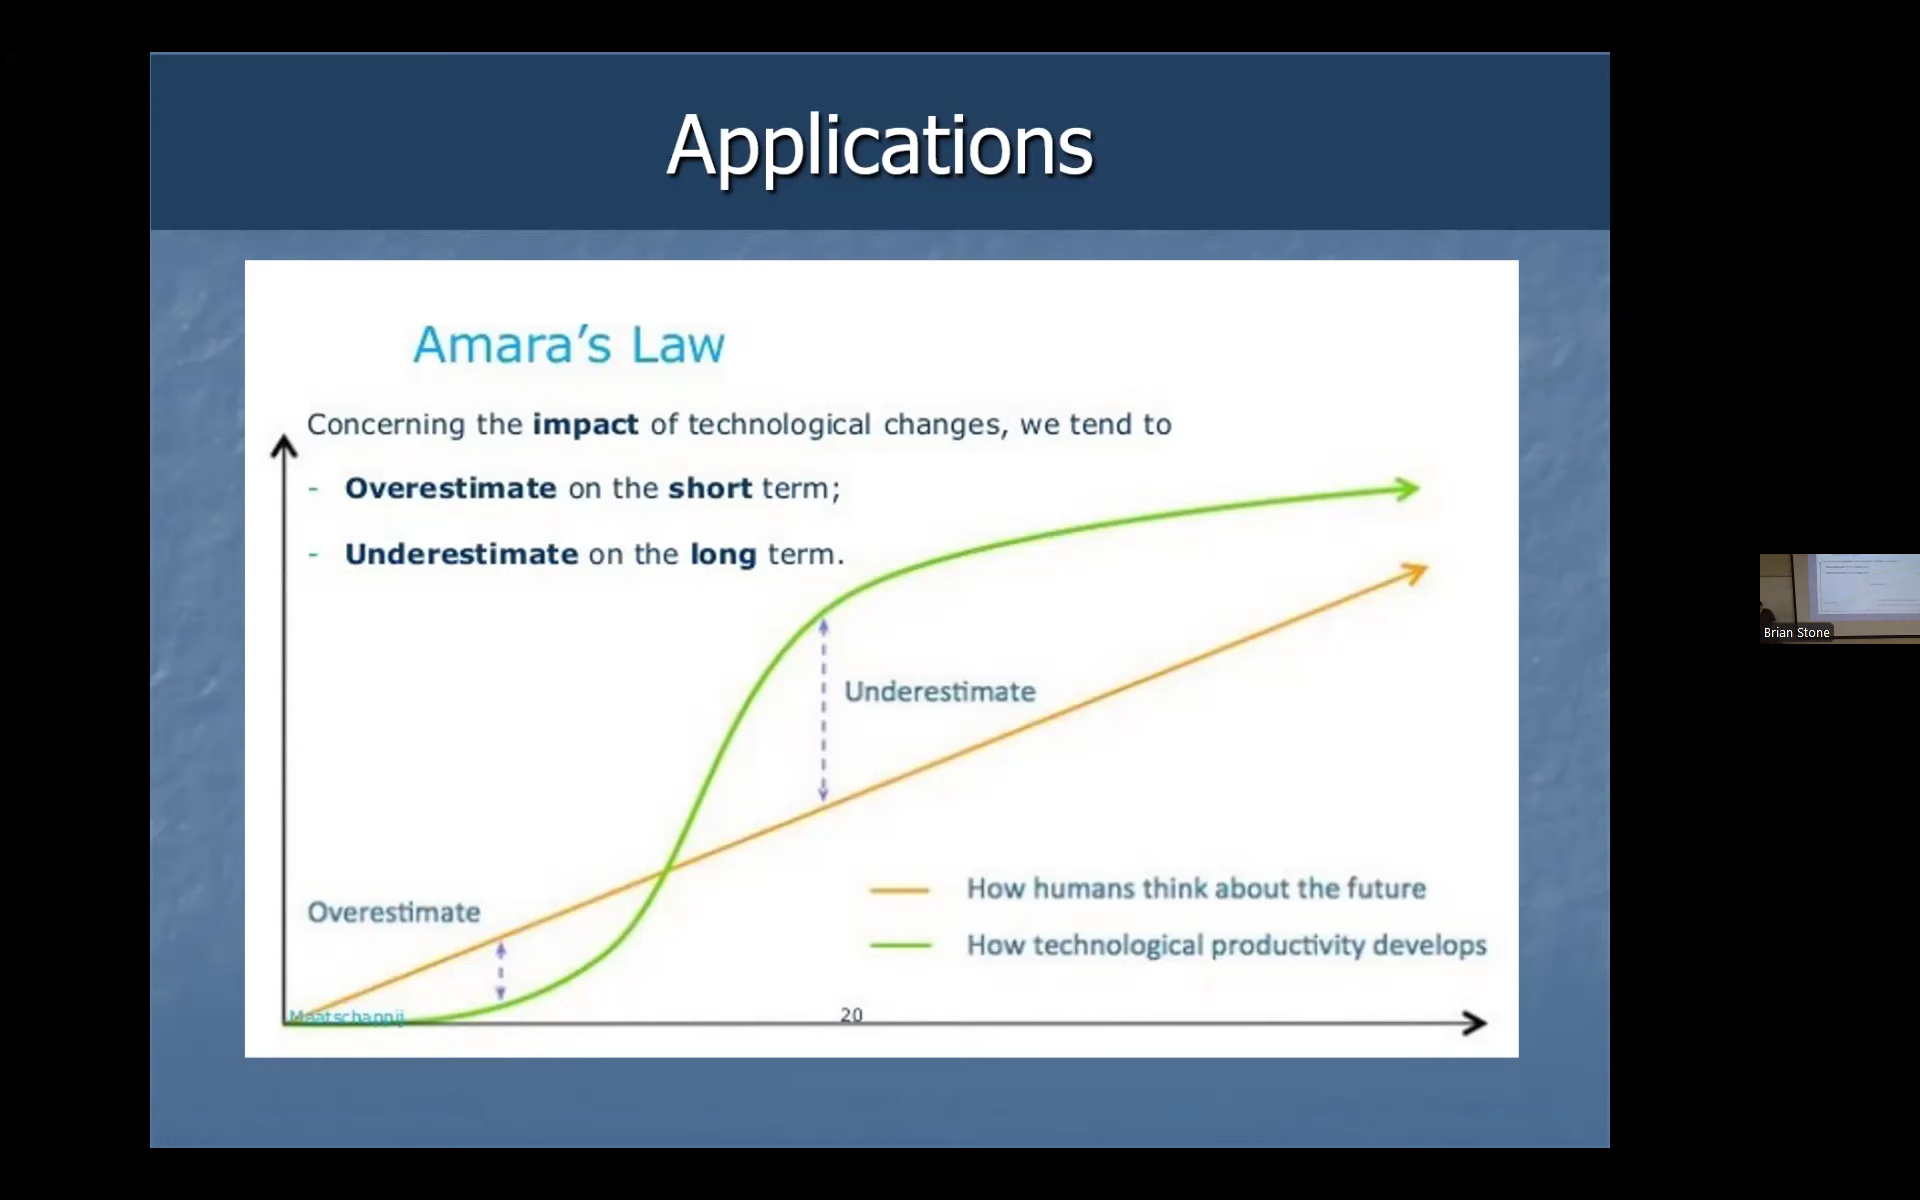 Applications
Amara’s Law
Concerning the impact of technological changes, we tend to
- Overestimate on the short term;
- Underestimate on the long term.
Underestimate
How humans think about the future
Overestimate
How technological productivity develops
Maatschappij
20
Brian Stone